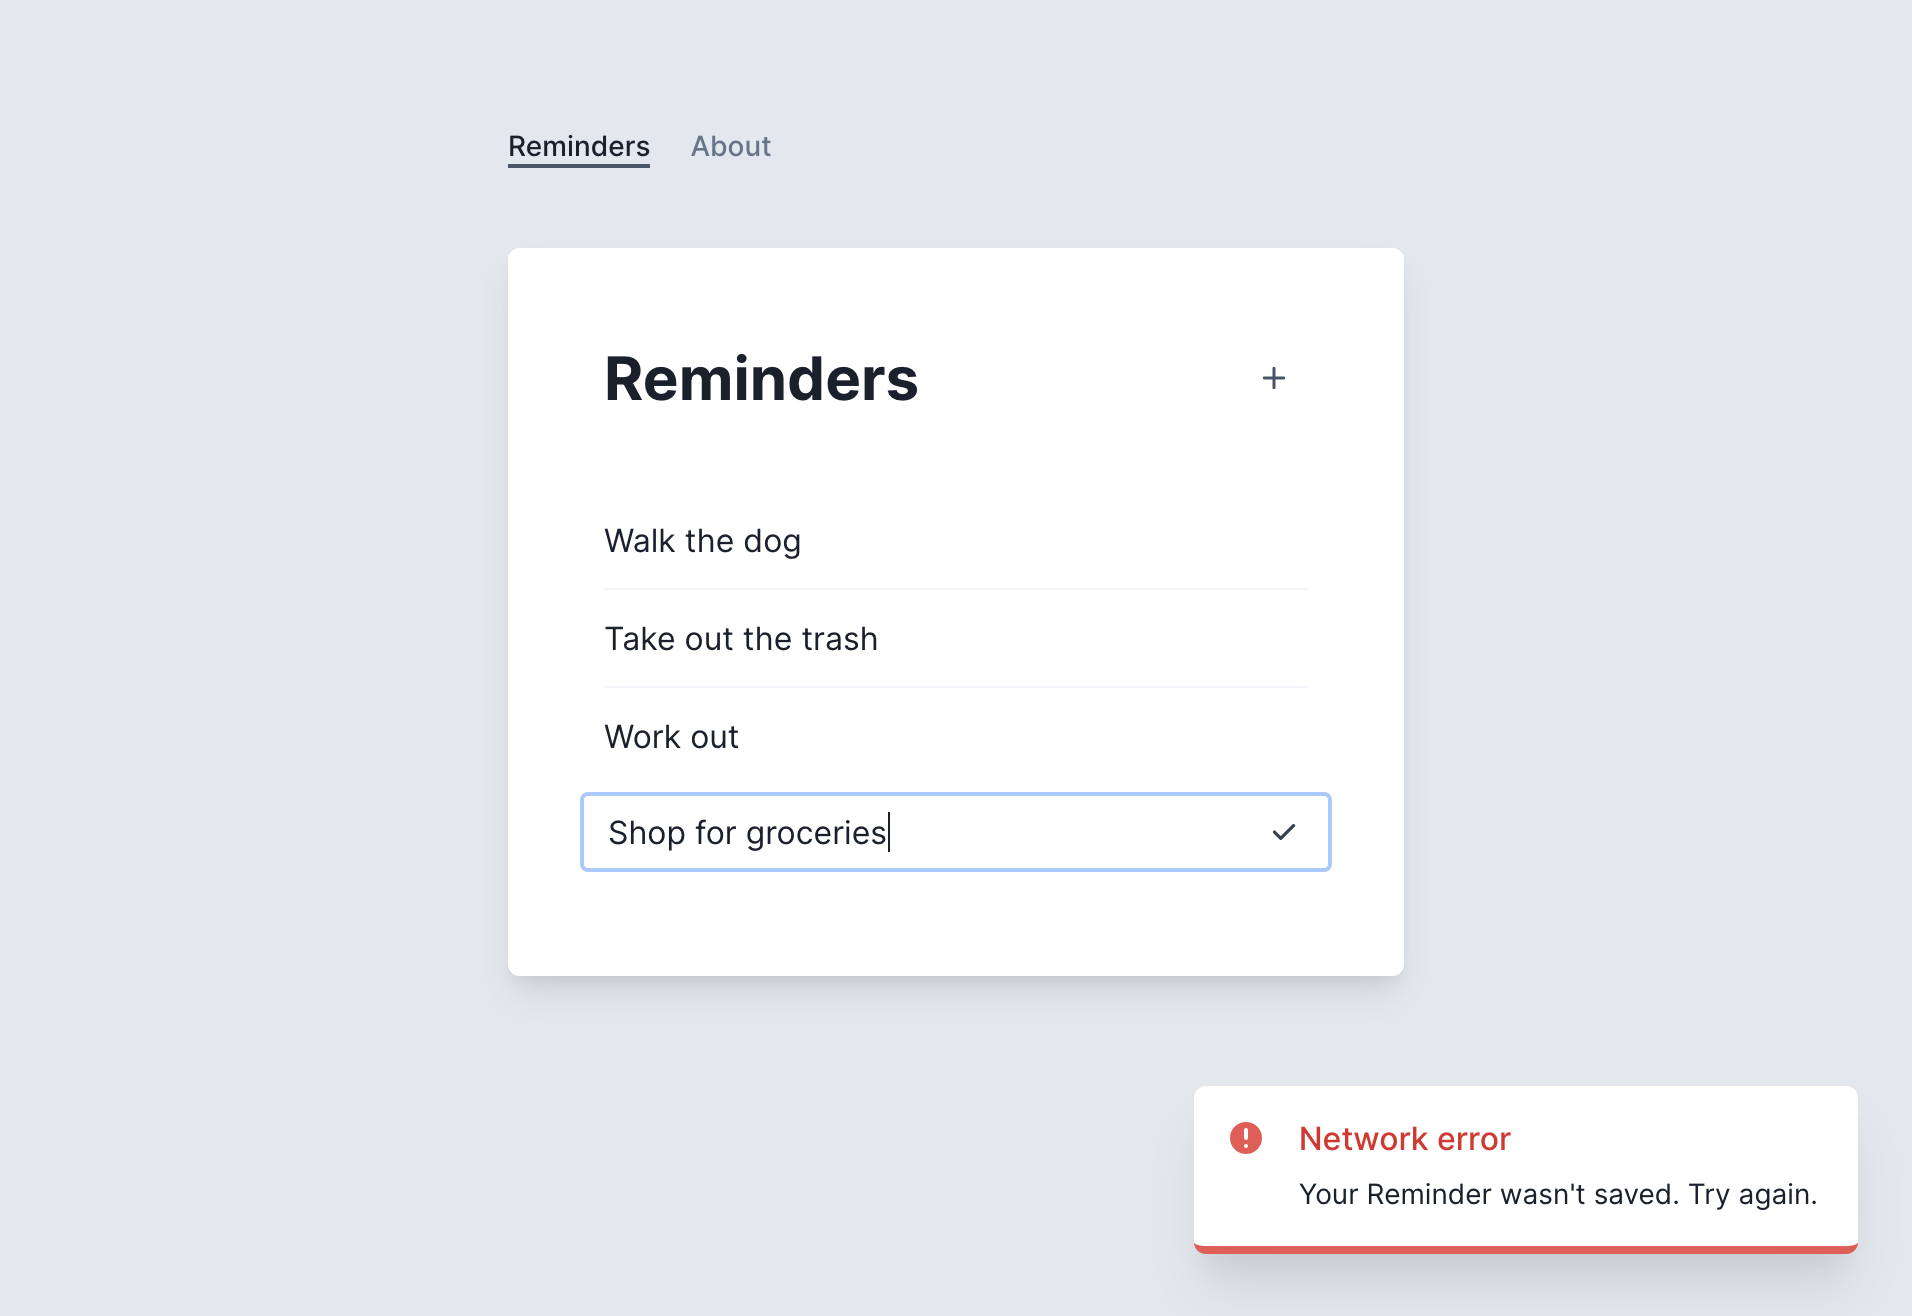 Reminders About
Reminders
Walk the dog
Take out the trash
Work out
Shop for groceries
Network error
Your Reminder wasn't saved. Try again.